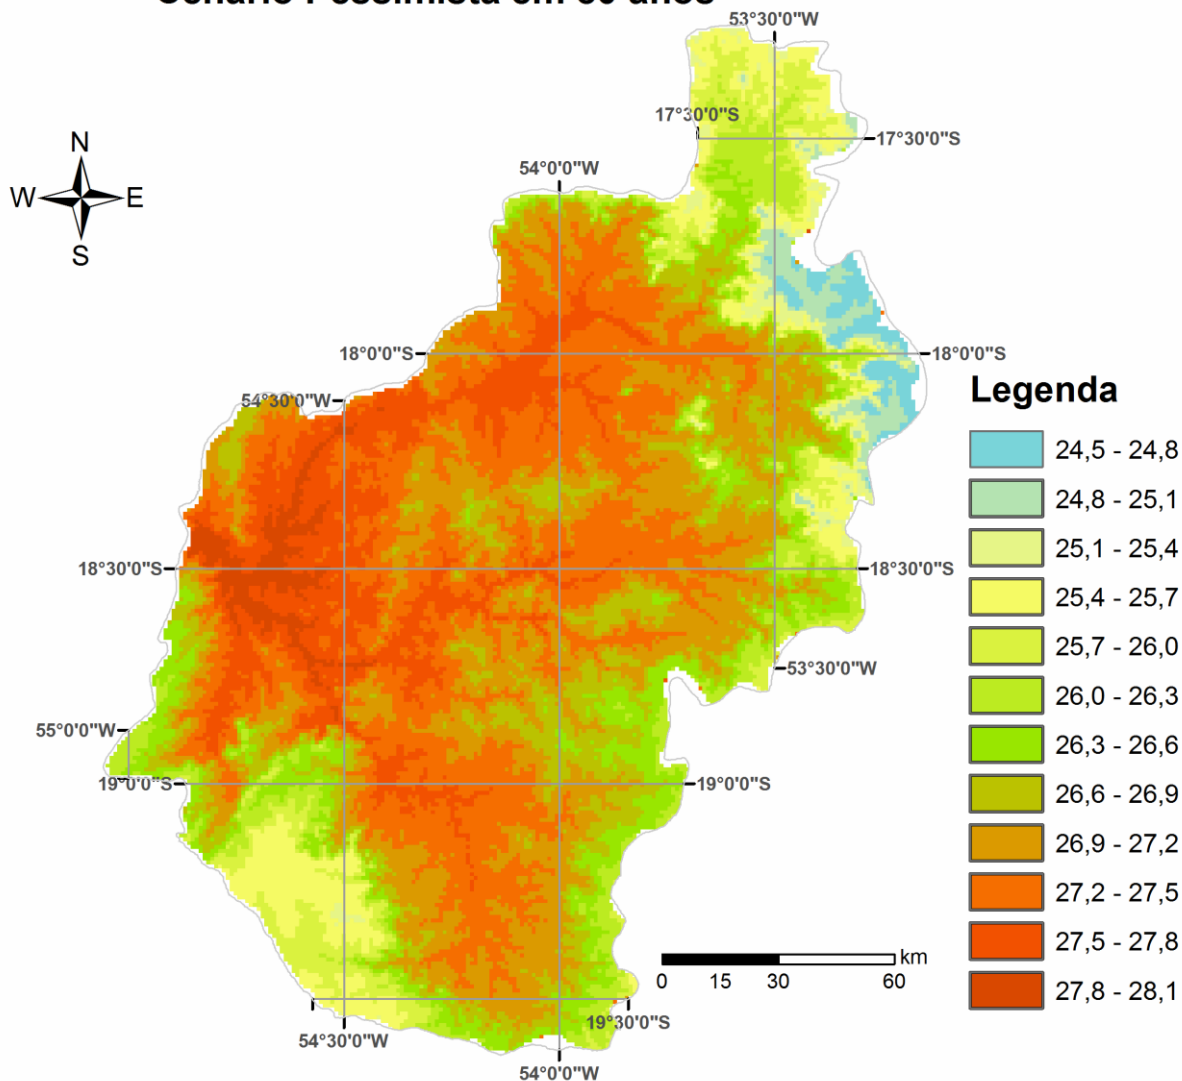 53°30'0"W
17°30'0"S
17°30'0"S
N
W E
S
54°0'0"W
18°0'0"S
18°0'0"S
54°30'0"W
Legenda
24,5 - 24,8
24,8 - 25,1
25,1 - 25,4
25,4 - 25,7
25,7 - 26,0
26,0 - 26,3
26,3 - 26,6
26,6 - 26,9
26,9 - 27,2
27,2 - 27,5
27,5 - 27,8
27,8 - 28,1
18°30'0"S
18°30'0"S
53°30'0"W
55°0'0"W
19°0'0"S
19°0'0"S
km
0 15 30 60
19°30'0"S
54°30'0"W
54°0'0"W